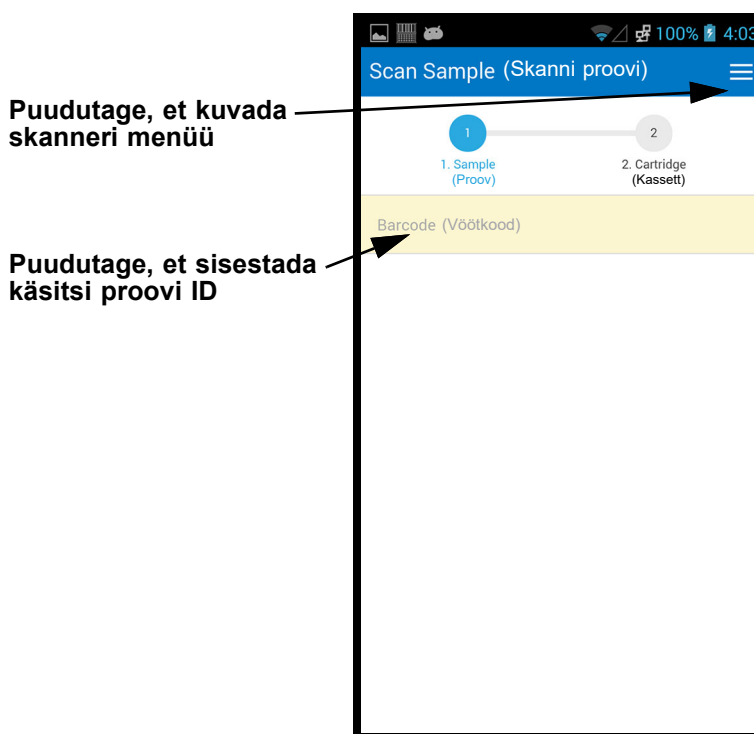 100% 4:03
Scan Sample (Skanni proovi)
Puudutage, et kuvada
skanneri menüü
1
2
1. Sample
(Proov)
2. Cartridge
(Kassett)
Barcode (Vöötkood)
Puudutage, et sisestada
käsitsi proovi ID